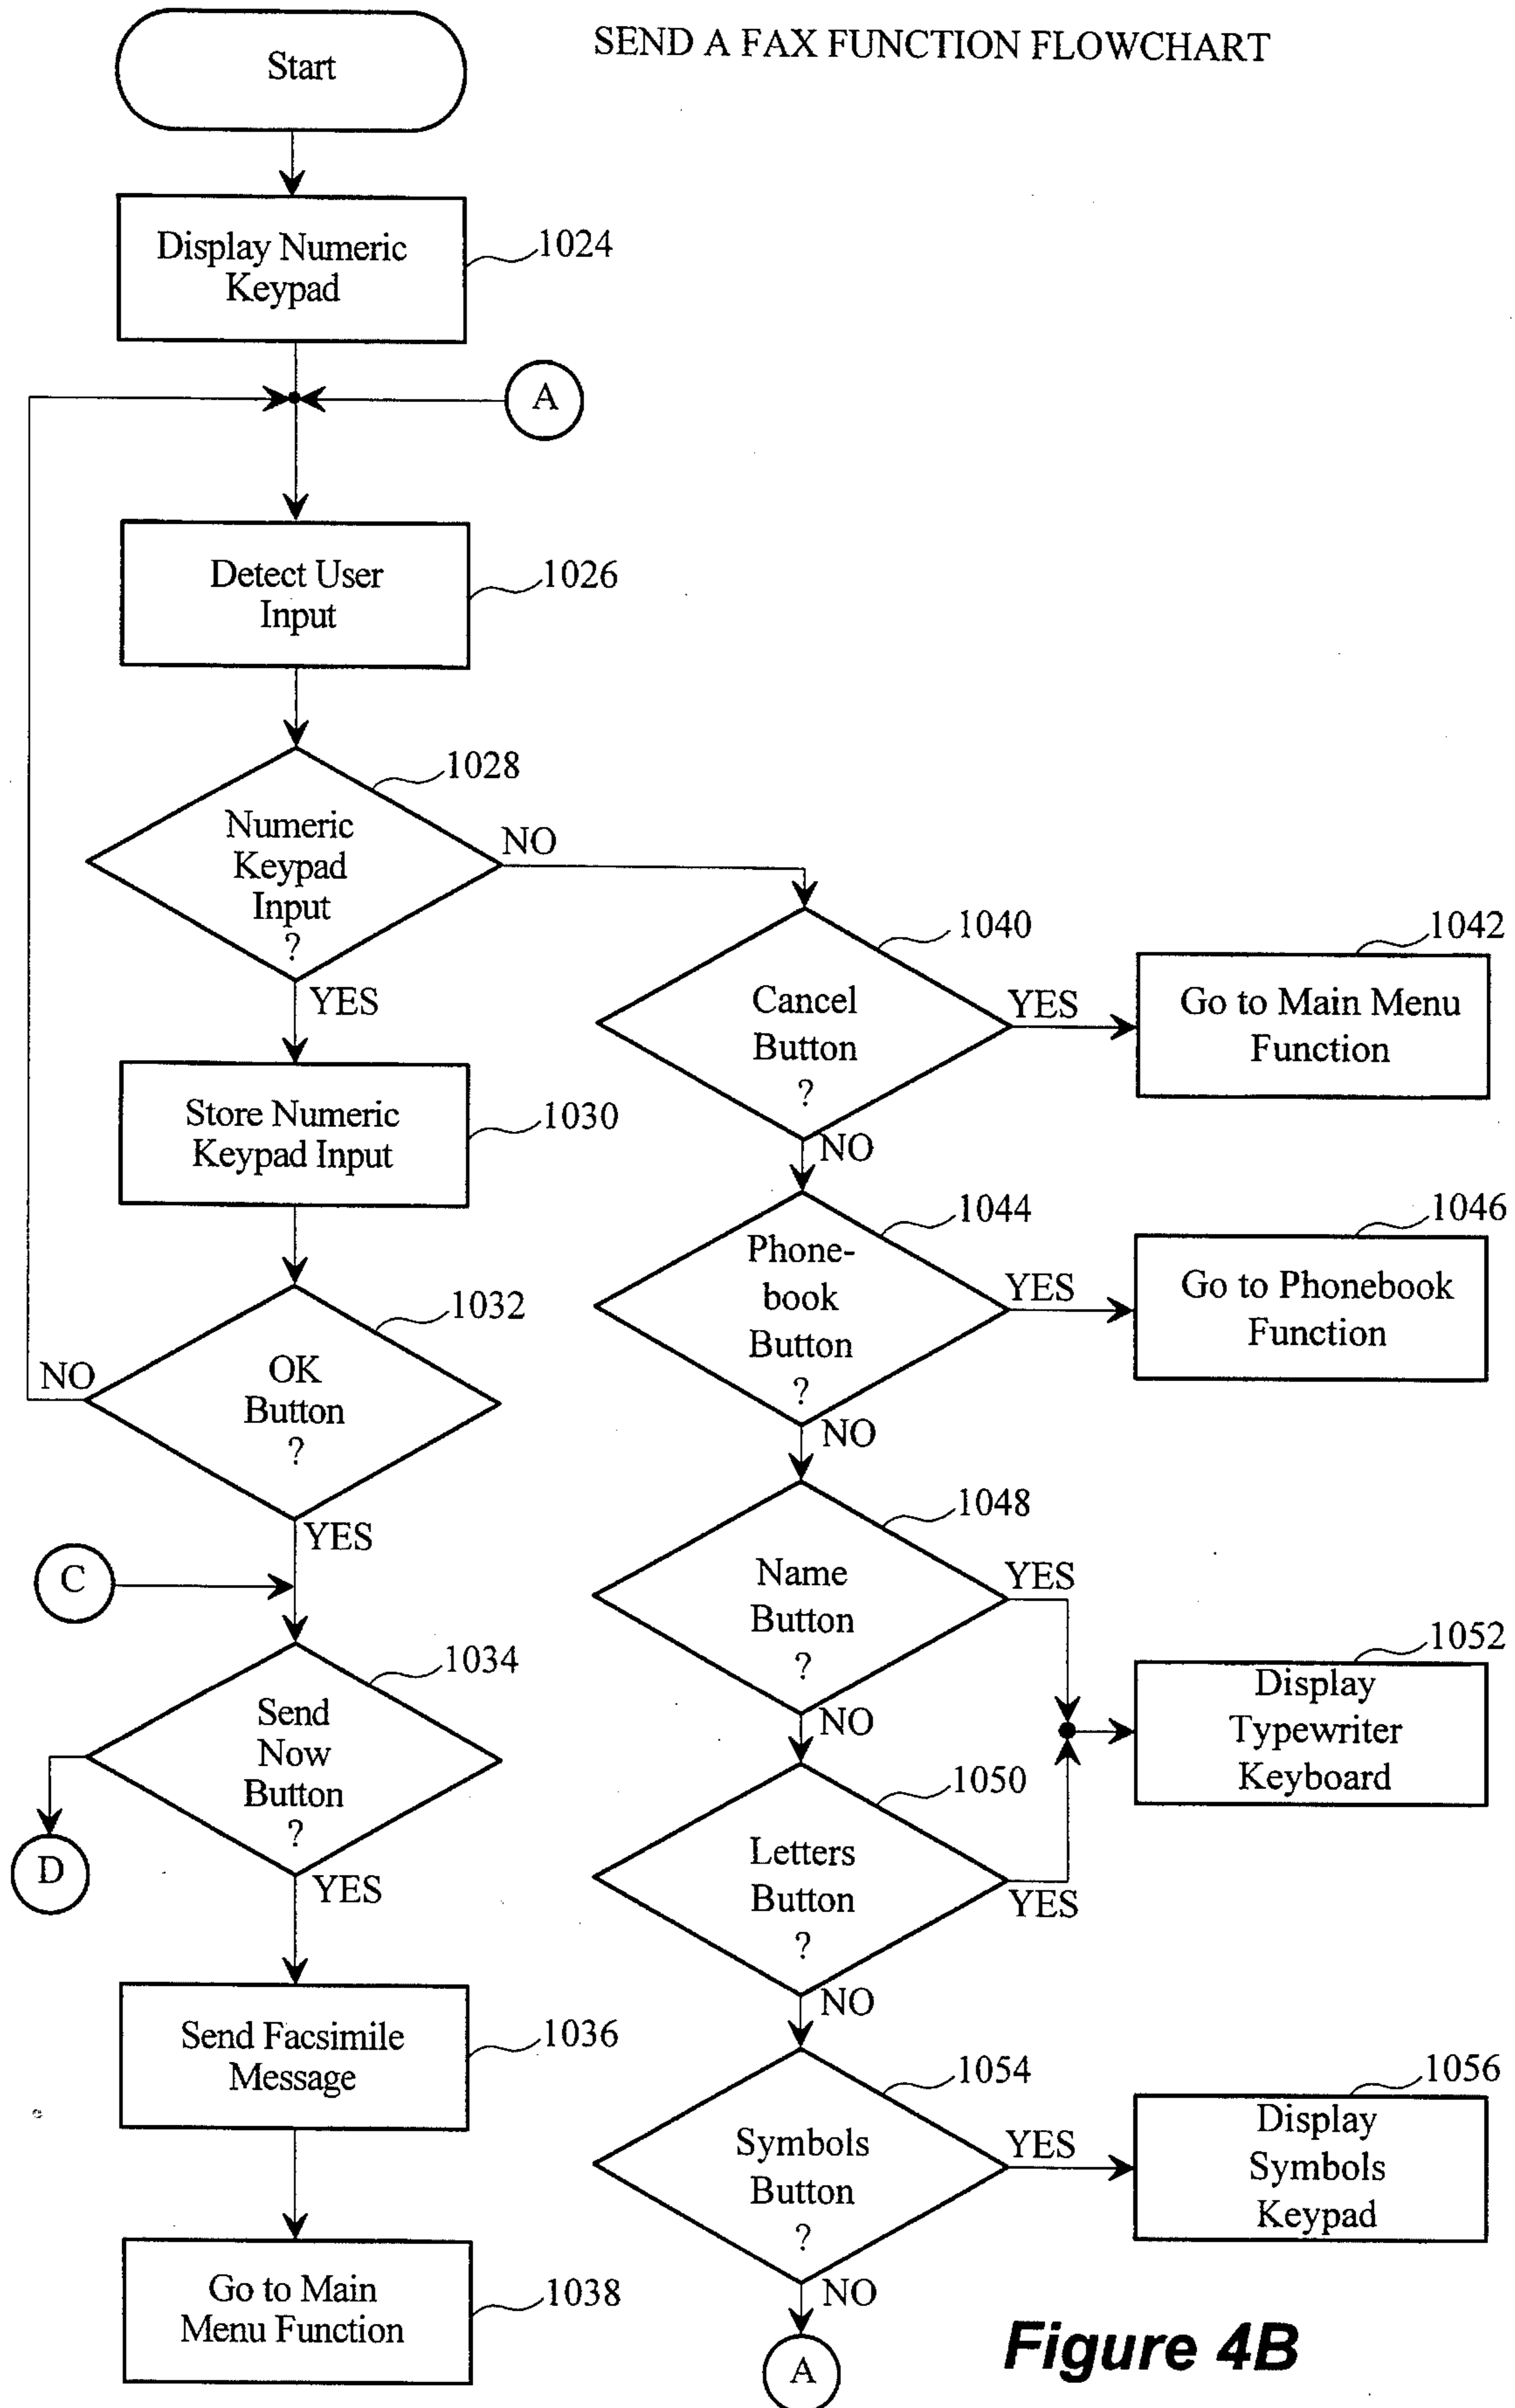 SEND A FAX FUNCTION FLOWCHART
Start
Display Numeric
Keypad
1024
A
Detect User
Input
1026
Numeric
Keypad
Input
?
1028
NO
YES
Store Numeric
Keypad Input
1030
OK
Button
?
1032
NO
YES
C
Send
Now
Button
?
1034
D
YES
Send Facsimile
Message
1036
Go to Main
Menu Function
1038
Cancel
Button
?
1040
YES
Go to Main Menu
Function
1042
NO
Phone-
book
Button
?
1044
YES
Go to Phonebook
Function
1046
NO
Name
Button
?
1048
YES
NO
Letters
Button
?
1050
YES
Display
Typewriter
Keyboard
1052
NO
Symbols
Button
?
1054
YES
Display
Symbols
Keypad
1056
NO
A
Figure 4B